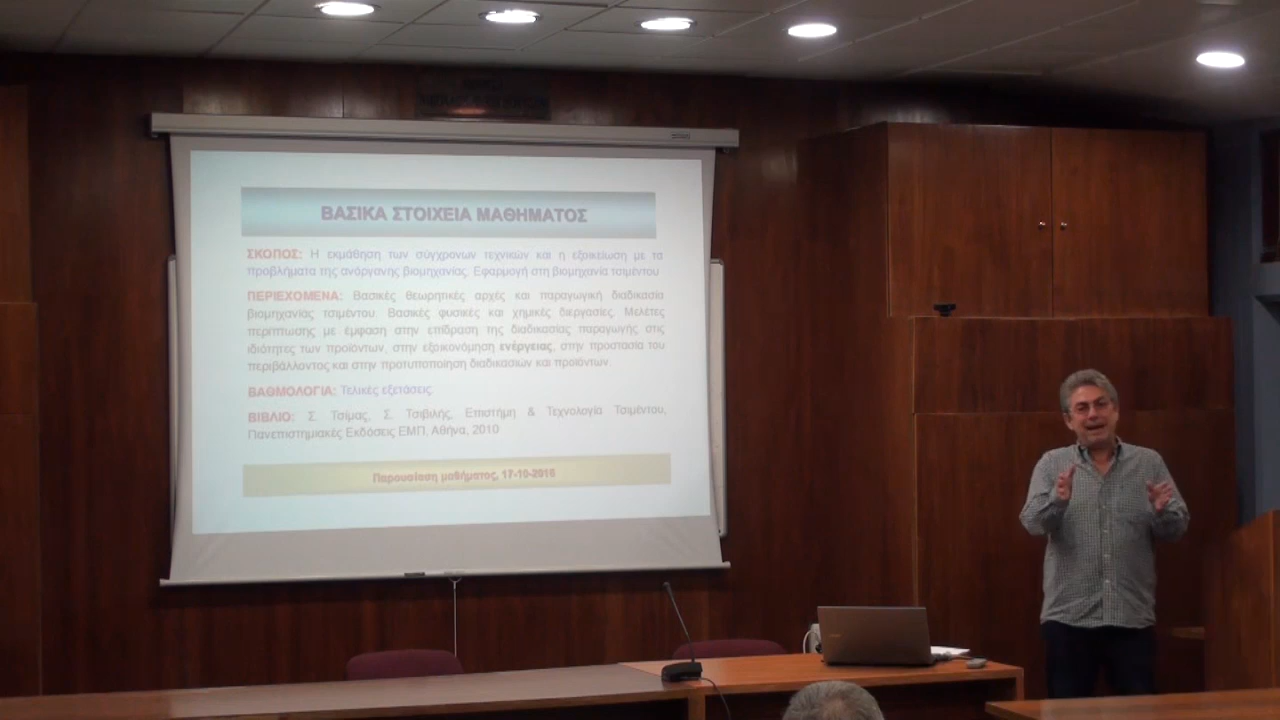 ΒΑΣΙΚΑ ΣΤΟΙΧΕΙΑ ΜΑΘΗΜΑΤΟΣ
ΣΚΟΠΟΣ: Η εκμάθηση των σύγχρονων τεχνικών και η εξοικείωση με τα
προβλήματα της ανόργανης βιομηχανίας. Εφαρμογή στη βιομηχανία τσιμέντου
ΠΕΡΙΕΧΟΜΕΝΑ: Βασικές θεωρητικές αρχές και παραγωγική διαδικασία
βιομηχανίας τσιμέντου. Βασικές φυσικές και χημικές διεργασίες. Μελέτες
περίπτωσης με έμφαση στην επίδραση της διαδικασίας παραγωγής στις
ιδιότητες των προϊόντων, στην εξοικονόμηση ενέργειας, στην προστασία του
περιβάλλοντος και στην προτυποποίηση διαδικασιών και προϊόντων.
ΒΑΘΜΟΛΟΓΙΑ: Τελικές εξετάσεις.
ΒΙΒΛΙΟ: Σ. Τσίμας, Σ. Τσιβιλής, Επιστήμη & Τεχνολογία Τσιμέντου,
Πανεπιστημιακές Εκδόσεις ΕΜΠ, Αθήνα, 2010
Παρουσίαση μαθήματος, 17-10-2016